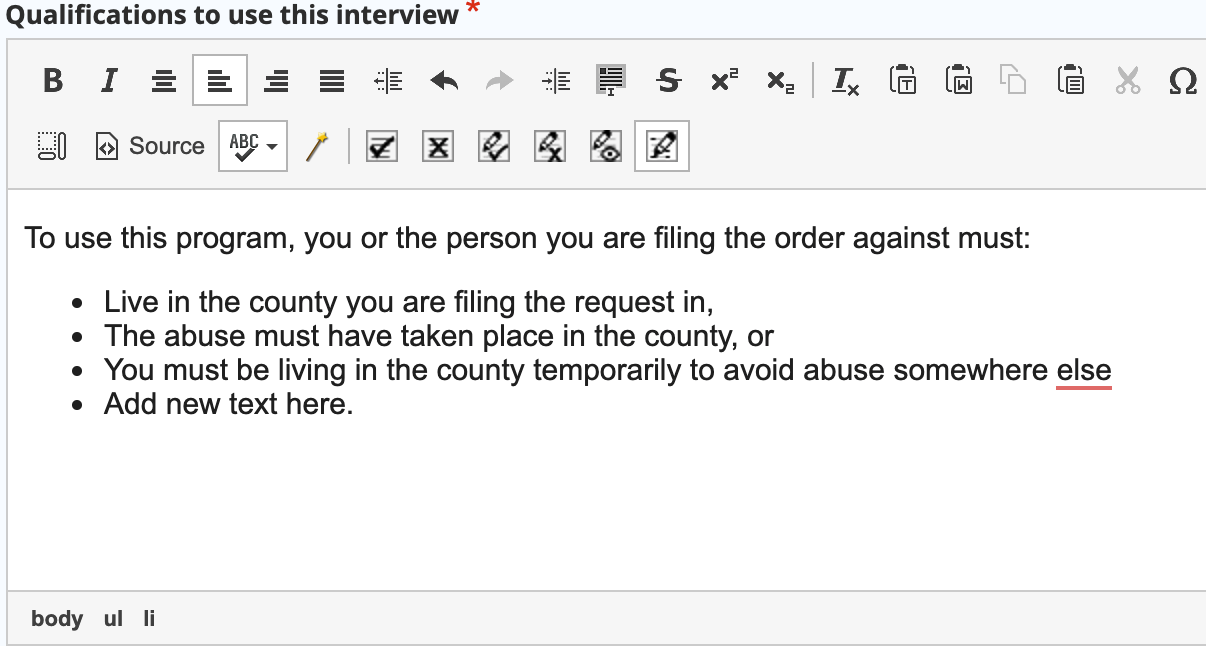 Qualifications to use this interview *
B I S x² x₂ Tx T W Ω
Source ABC
To use this program, you or the person you are filing the order against must:
• Live in the county you are filing the request in,
• The abuse must have taken place in the county, or
• You must be living in the county temporarily to avoid abuse somewhere else
• Add new text here.
body ul li